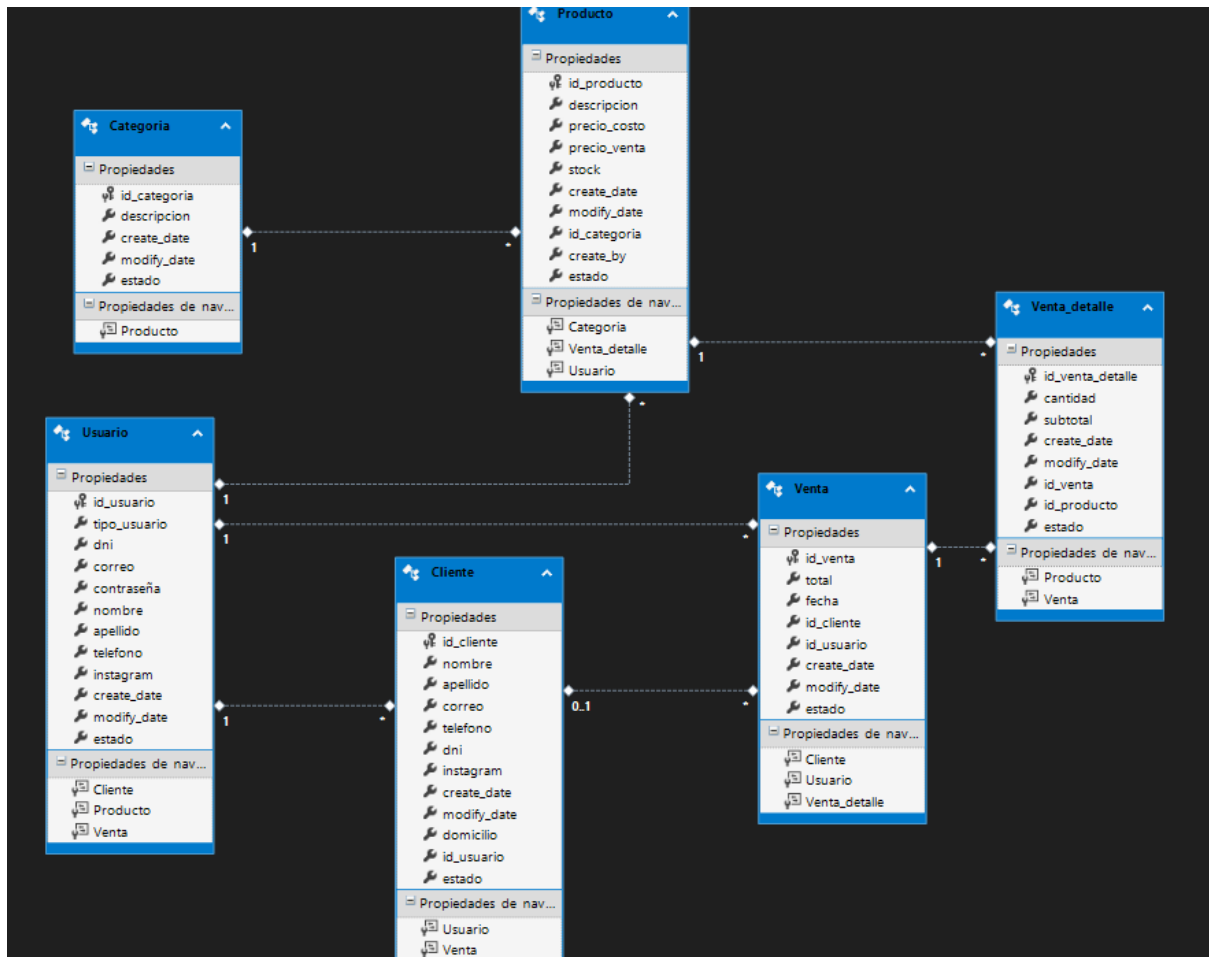 Producto
Propiedades
id_producto
descripcion
precio_costo
precio_venta
stock
create_date
modify_date
id_categoria
create_by
estado
Propiedades de nav...
Categoria
Venta_detalle
Usuario
Categoria
Propiedades
id_categoria
descripcion
create_date
modify_date
estado
Propiedades de nav...
Producto
1
*
1
*
Venta_detalle
Propiedades
id_venta_detalle
cantidad
subtotal
create_date
modify_date
id_venta
id_producto
estado
Propiedades de nav...
Producto
Venta
*
Usuario
Propiedades
id_usuario
tipo_usuario
dni
correo
contraseña
nombre
apellido
telefono
instagram
create_date
modify_date
estado
Propiedades de nav...
Cliente
Producto
Venta
1
1
*
1
*
Cliente
Propiedades
id_cliente
nombre
apellido
correo
telefono
dni
instagram
create_date
modify_date
domicilio
id_usuario
estado
Propiedades de nav...
Usuario
Venta
0..1
*
Venta
Propiedades
id_venta
total
fecha
id_cliente
id_usuario
create_date
modify_date
estado
Propiedades de nav...
Cliente
Usuario
Venta_detalle
1
*